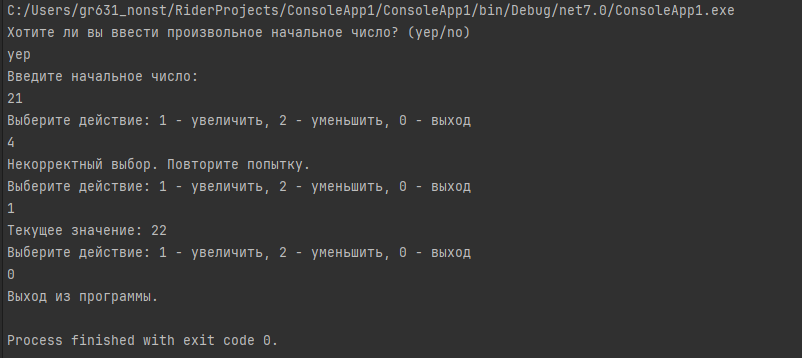 C:/Users/gr631_nonst/RiderProjects/ConsoleApp1/ConsoleApp1/bin/Debug/net7.0/ConsoleApp1.exe
Хотите ли вы ввести произвольное начальное число? (yep/no)
yep
Введите начальное число:
21
Выберите действие: 1 - увеличить, 2 - уменьшить, 0 - выход
4
Некорректный выбор. Повторите попытку.
Выберите действие: 1 - увеличить, 2 - уменьшить, 0 - выход
1
Текущее значение: 22
Выберите действие: 1 - увеличить, 2 - уменьшить, 0 - выход
0
Выход из программы.
Process finished with exit code 0.